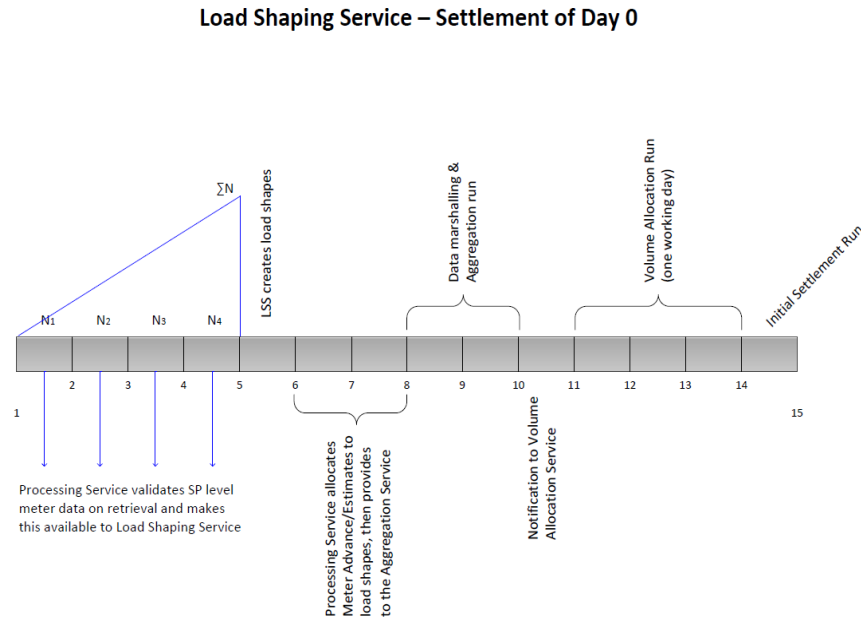 Load Shaping Service – Settlement of Day 0
∑N
LSS creates load shapes
Data marshalling &
Aggregation run
Volume Allocation Run
(one working day)
Initial Settlement Run
N1
N2
N3
N4
2
3
4
5
6
7
8
9
10
11
12
13
14
1
15
Processing Service validates SP level
meter data on retrieval and makes
this available to Load Shaping Service
Processing Service allocates
Meter Advance/Estimates to
load shapes, then provides
to the Aggregation Service
Notification to Volume
Allocation Service